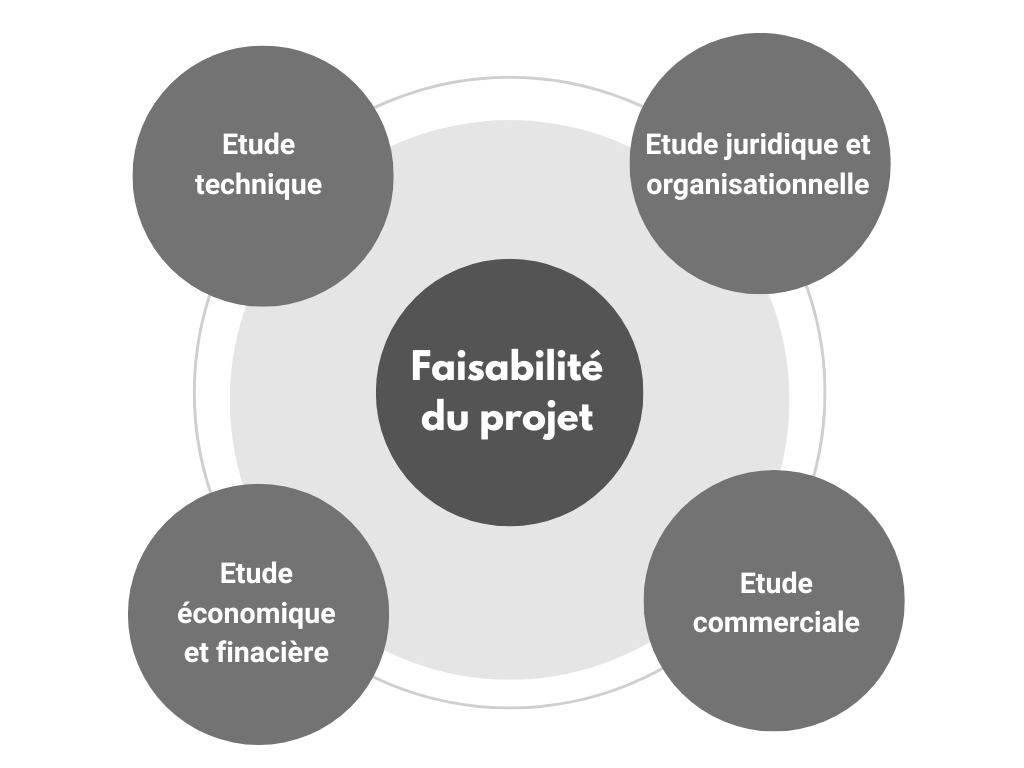 Etude
technique
Etude juridique et
organisationnelle
Faisabilité
du projet
Etude
économique
et finacière
Etude
commerciale